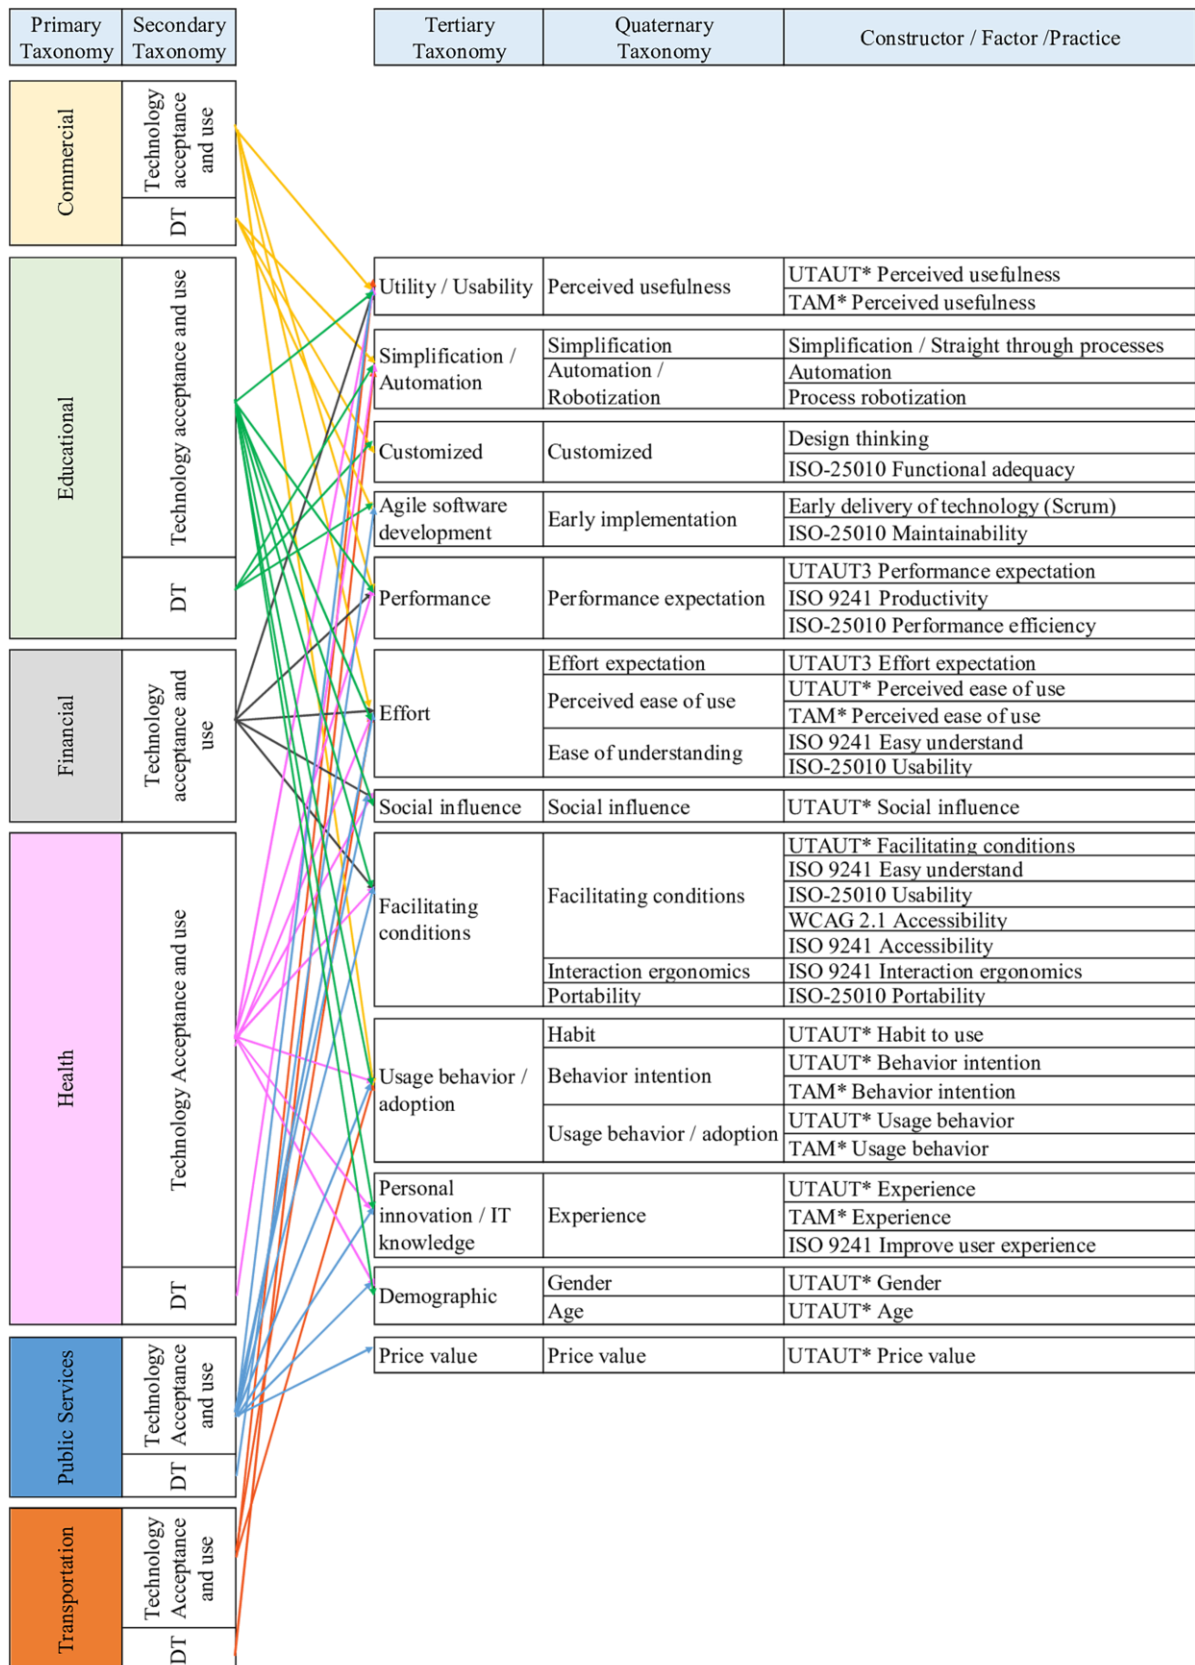 Primary
Taxonomy
Secondary
Taxonomy
Tertiary
Taxonomy
Quaternary
Taxonomy
Constructor / Factor /Practice
Commercial
Technology
acceptance
and use
DT
Educational
Technology acceptance and use
DT
Financial
Technology
acceptance and
use
Health
Technology Acceptance and use
DT
Public Services
Technology
Acceptance
and use
DT
Transportation
Technology
Acceptance
and use
DT
Utility / Usability
Perceived usefulness
UTAUT* Perceived usefulness
TAM* Perceived usefulness
Simplification /
Automation
Simplification
Simplification / Straight through processes
Automation /
Robotization
Automation
Process robotization
Customized
Customized
Design thinking
ISO-25010 Functional adequacy
Agile software
development
Early implementation
Early delivery of technology (Scrum)
ISO-25010 Maintainability
Performance
Performance expectation
UTAUT3 Performance expectation
ISO 9241 Productivity
ISO-25010 Performance efficiency
Effort
Effort expectation
UTAUT3 Effort expectation
Perceived ease of use
UTAUT* Perceived ease of use
TAM* Perceived ease of use
Ease of understanding
ISO 9241 Easy understand
ISO-25010 Usability
Social influence
Social influence
UTAUT* Social influence
Facilitating
conditions
Facilitating conditions
UTAUT* Facilitating conditions
ISO 9241 Easy understand
ISO-25010 Usability
WCAG 2.1 Accessibility
ISO 9241 Accessibility
Interaction ergonomics
ISO 9241 Interaction ergonomics
Portability
ISO-25010 Portability
Usage behavior /
adoption
Habit
UTAUT* Habit to use
Behavior intention
UTAUT* Behavior intention
TAM* Behavior intention
Usage behavior / adoption
UTAUT* Usage behavior
TAM* Usage behavior
Personal
innovation / IT
knowledge
Experience
UTAUT* Experience
TAM* Experience
ISO 9241 Improve user experience
Demographic
Gender
UTAUT* Gender
Age
UTAUT* Age
Price value
Price value
UTAUT* Price value